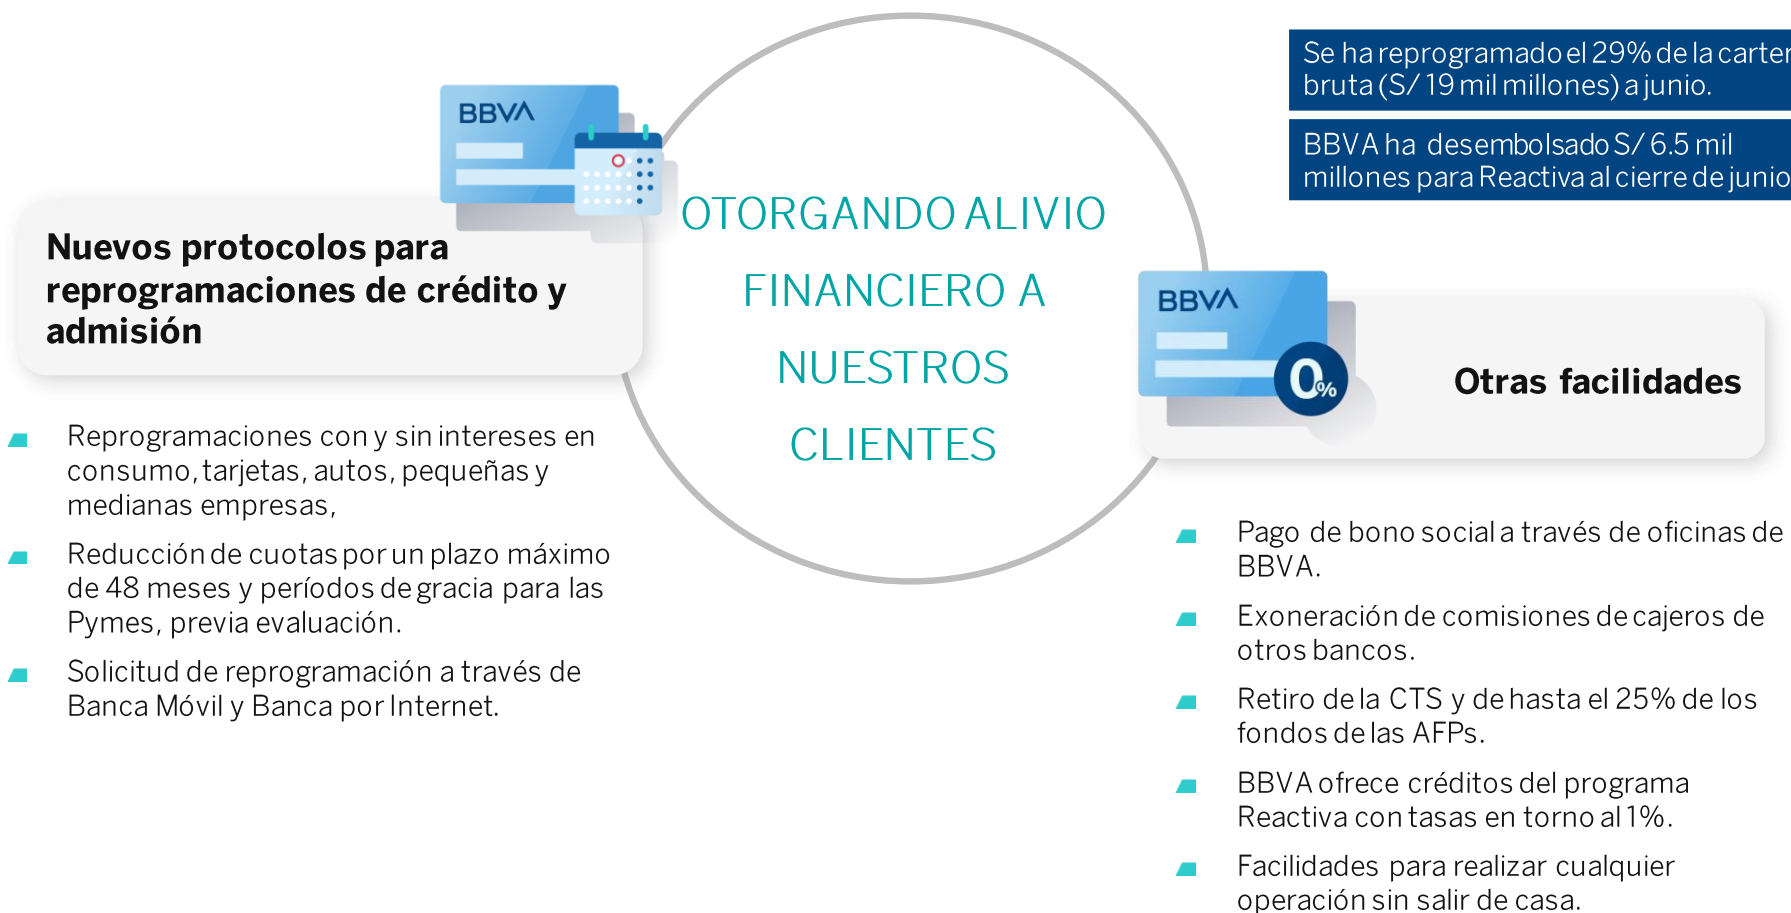 Se ha reprogramado el 29% de la carter
bruta (S/ 19 mil millones) a junio.
BBVA ha desembolsado S/ 6.5 mil
millones para Reactiva al cierre de junio
BBVA
Nuevos protocolos para
reprogramaciones de crédito y
admisión
OTORGANDO ALIVIO
FINANCIERO A
NUESTROS
CLIENTES
Reprogramaciones con y sin intereses en
consumo, tarjetas, autos, pequeñas y
medianas empresas,
Reducción de cuotas por un plazo máximo
de 48 meses y períodos de gracia para las
Pymes, previa evaluación.
Solicitud de reprogramación a través de
Banca Móvil y Banca por Internet.
BBVA
0%
Otras facilidades
Pago de bono social a través de oficinas de
BBVA.
Exoneración de comisiones de cajeros de
otros bancos.
Retiro de la CTS y de hasta el 25% de los
fondos de las AFPs.
BBVA ofrece créditos del programa
Reactiva con tasas en torno al 1%.
Facilidades para realizar cualquier
operación sin salir de casa.